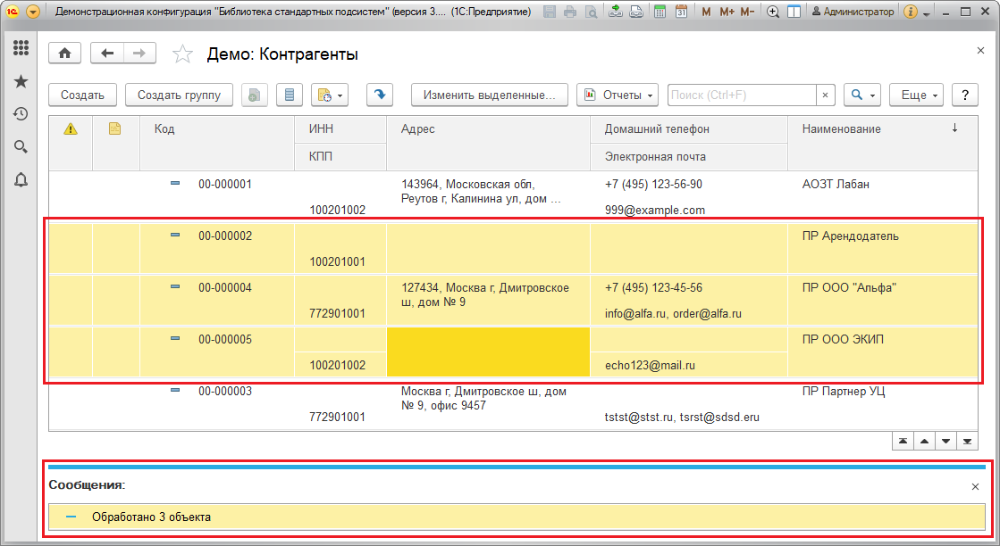 Демонстрационная конфигурация "Библиотека стандартных подсистем" (версия 3.... (1С:Предприятие)
31 M M+ M- Администратор
Демо: Контрагенты
Создать Создать группу Изменить выделенные... Отчеты Поиск (Ctrl+F) × Еще ?
Код ИНН Адрес Домашний телефон Наименование ↓
КПП Электронная почта
00-000001 143964, Московская обл, +7 (495) 123-56-90 АОЗТ Лабан
Реутов г, Калинина ул, дом ...
100201002 999@example.com
00-000002 ПР Арендодатель
100201001
00-000004 127434, Москва г, Дмитровское +7 (495) 123-45-56 ПР ООО "Альфа"
ш, дом № 9
772901001 info@alfa.ru, order@alfa.ru
00-000005 ПР ООО ЭКИП
100201002 echo123@mail.ru
00-000003 Москва г, Дмитровское ш, дом ПР Партнер УЦ
№ 9, офис 9457
772901001 tstst@stst.ru, tsrst@sdsd.eru
Сообщения:
Обработано 3 объекта